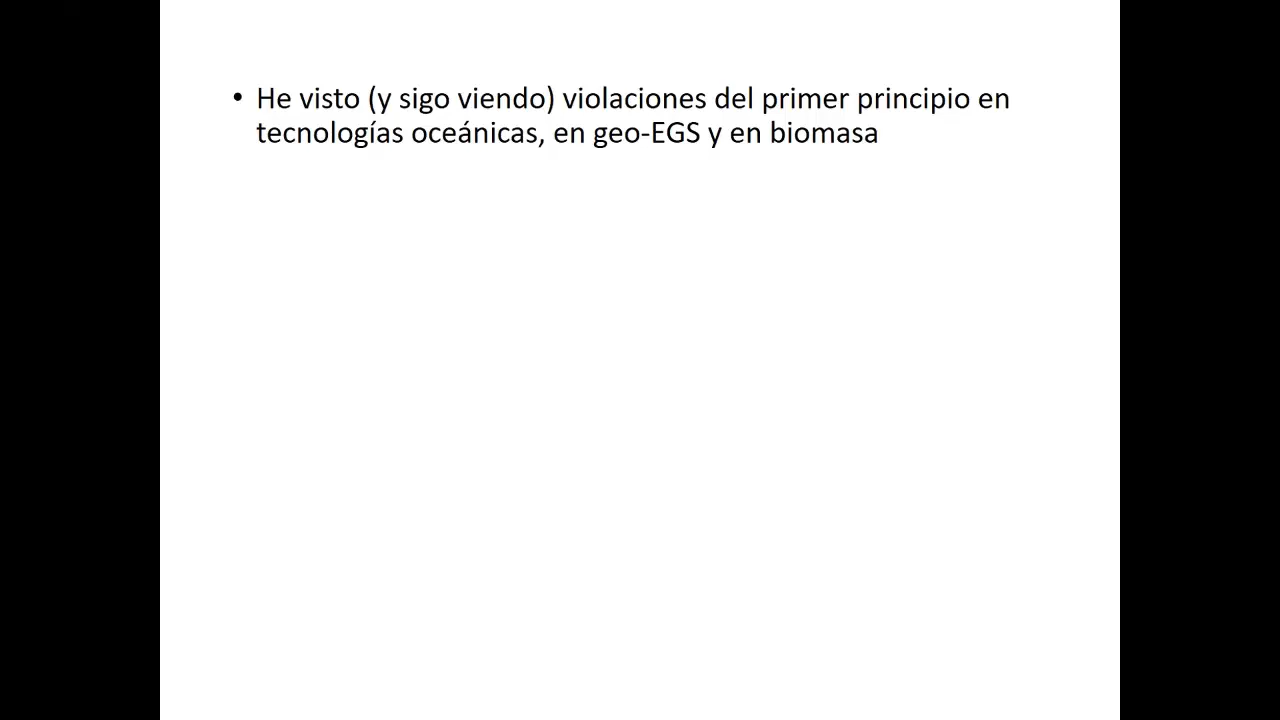 • He visto (y sigo viendo) violaciones del primer principio en
tecnologías oceánicas, en geo-EGS y en biomasa